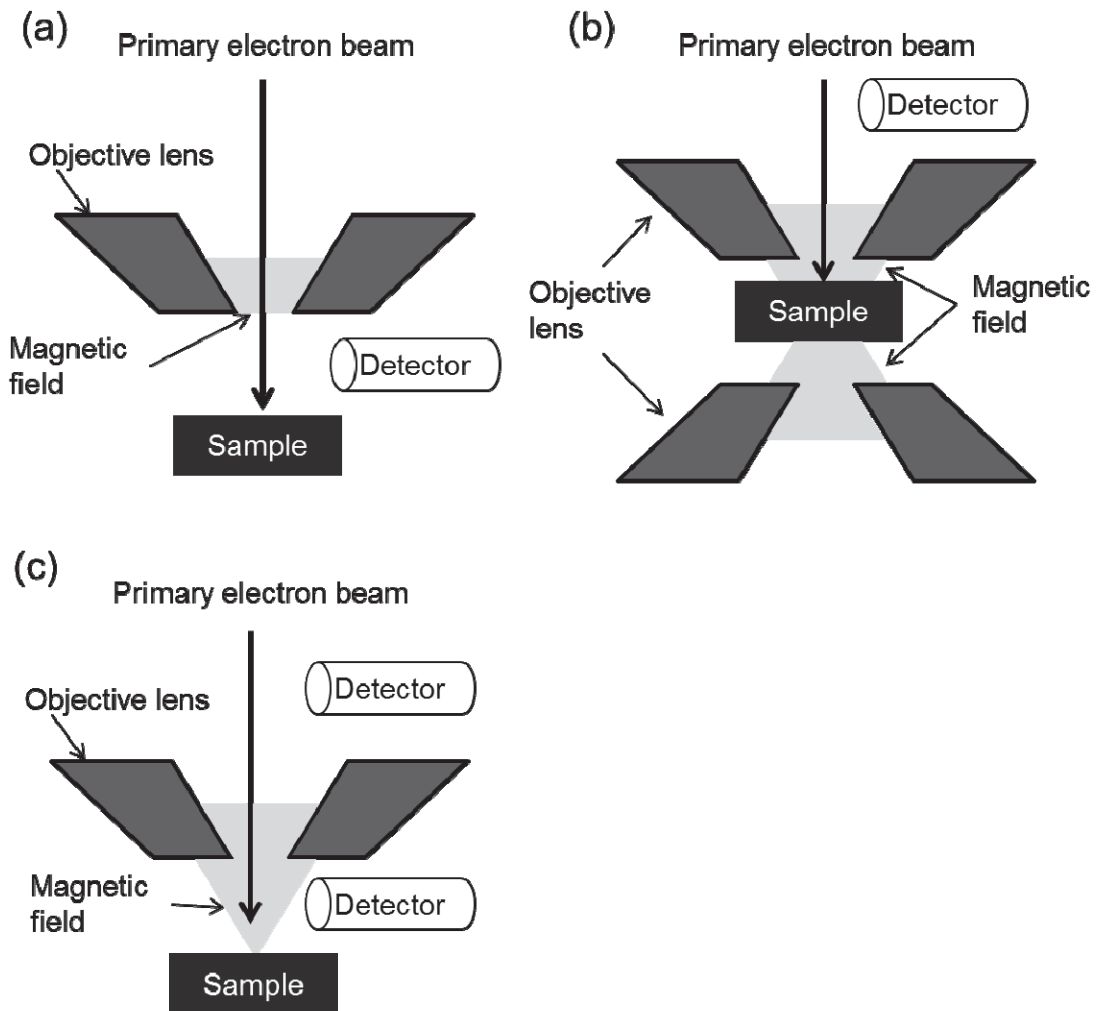 (a)
Primary electron beam
Objective lens
Magnetic
field
Detector
Sample
(b)
Primary electron beam
Detector
Objective
lens
Sample
Magnetic
field
(c)
Primary electron beam
Detector
Objective lens
Magnetic
field
Detector
Sample